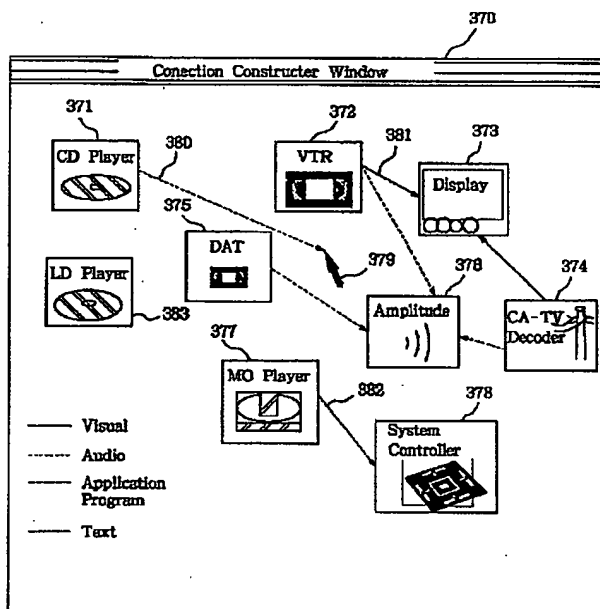 370
Conection Constructer Window
371
CD Player
380
372
VTR
381
373
Display
375
DAT
379
LD Player
383
378
Amplitude
374
CA-TV
Decoder
377
MO Player
382
378
System
Controller
Visual
Audio
Application
Program
Text